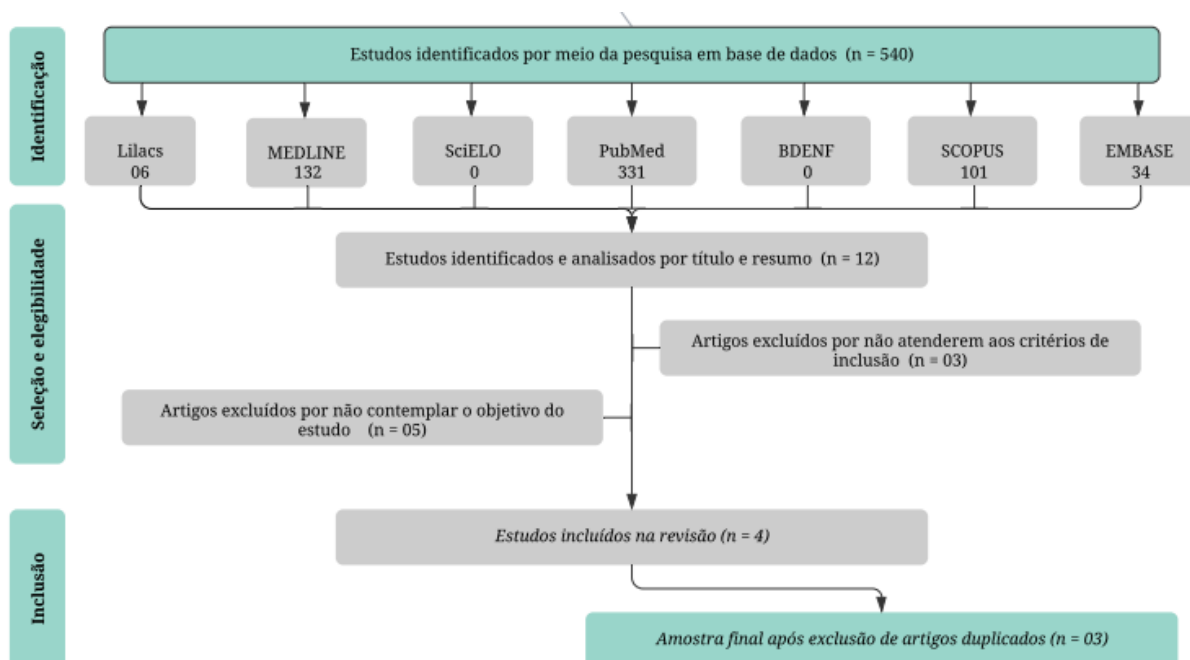 Identificação
Estudos identificados por meio da pesquisa em base de dados (n = 540)
Lilacs
06
MEDLINE
132
SciELO
0
PubMed
331
BDENF
0
SCOPUS
101
EMBASE
34
Seleção e elegibilidade
Estudos identificados e analisados por título e resumo (n = 12)
Artigos excluídos por não atenderem aos critérios de
inclusão (n = 03)
Artigos excluídos por não contemplar o objetivo do
estudo (n = 05)
Inclusão
Estudos incluídos na revisão (n = 4)
Amostra final após exclusão de artigos duplicados (n = 03)